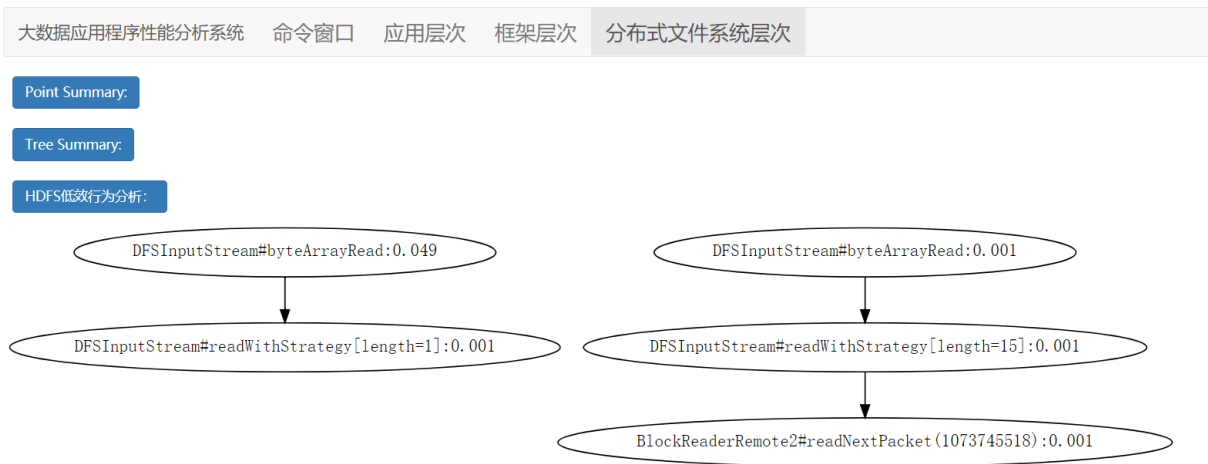 大数据应用程序性能分析系统 命令窗口 应用层次 框架层次 分布式文件系统层次
Point Summary:
Tree Summary:
HDFS低效行为分析：
DFSInputStream#byteArrayRead:0.049 DFSInputStream#byteArrayRead:0.001
DFSInputStream#readWithStrategy[length=1]:0.001 DFSInputStream#readWithStrategy[length=15]:0.001
BlockReaderRemote2#readNextPacket(1073745518):0.001